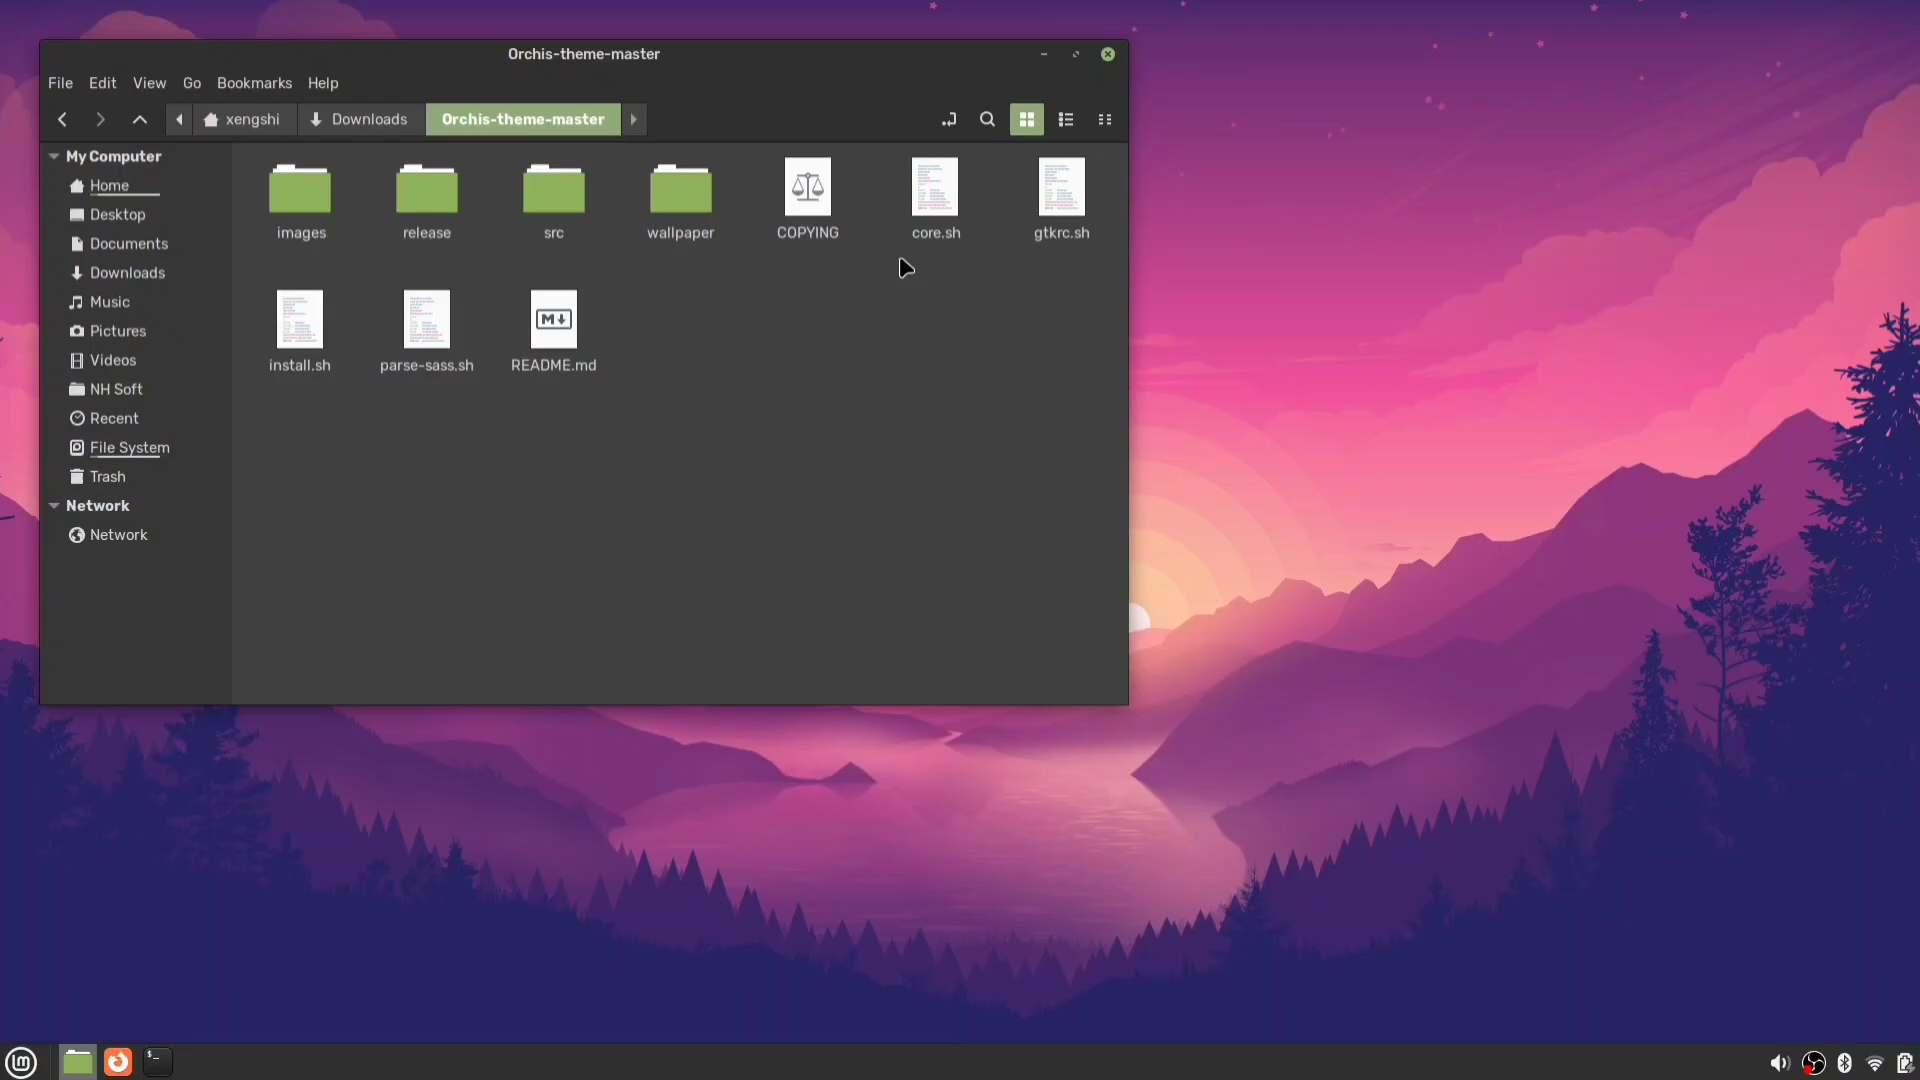 Orchis-theme-master
File Edit View Go Bookmarks Help
xengshi Downloads Orchis-theme-master
My Computer
Home
Desktop
Documents
Downloads
Music
Pictures
Videos
NH Soft
Recent
File System
Trash
Network
Network
images release src wallpaper COPYING core.sh gtkrc.sh
M
install.sh parse-sass.sh README.md
lm $_